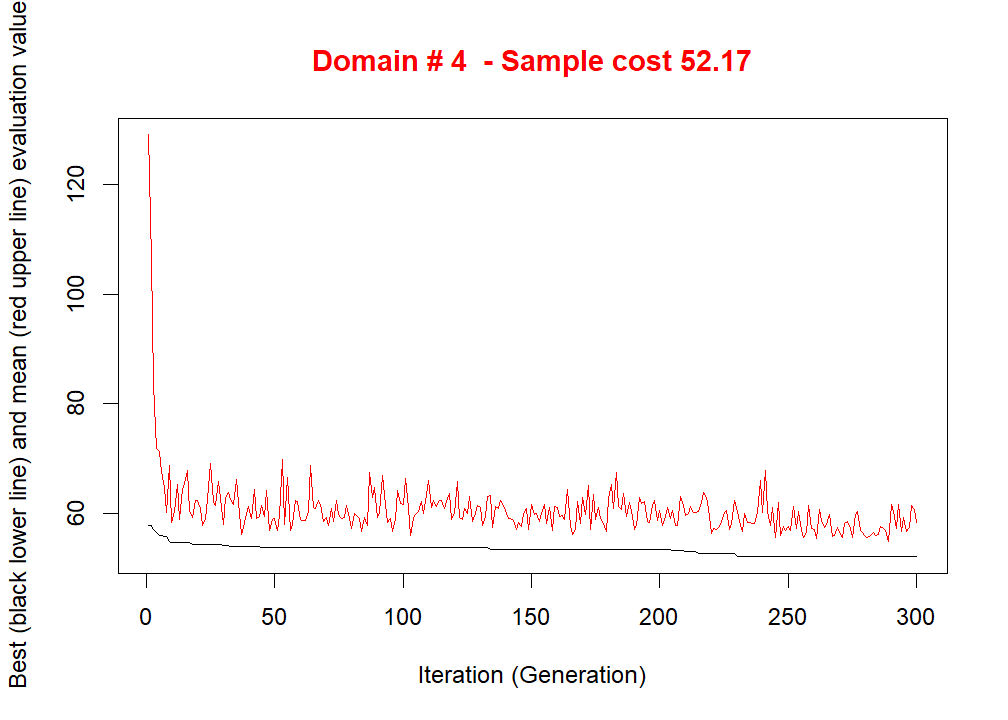 Domain # 4  - Sample cost 52.17
Best (black lower line) and mean (red upper line) evaluation value
120
100
80
60
0 50 100 150 200 250 300
Iteration (Generation)